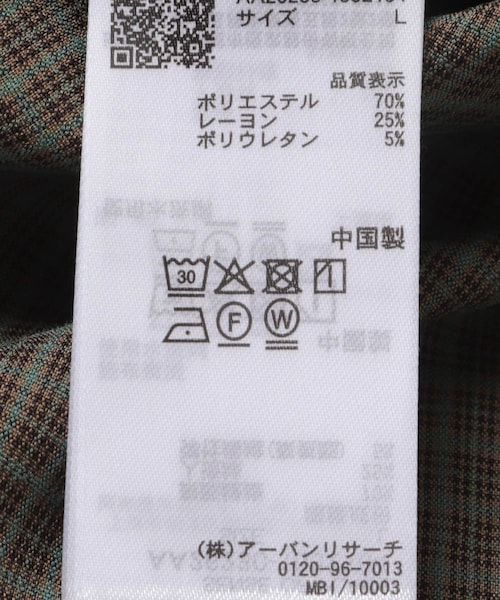 サイズ L
品質表示
ポリエステル 70%
レーヨン 25%
ポリウレタン 5%
中国製
30
F W
(株)アーバンリサーチ
0120-96-7013
MBI/10003